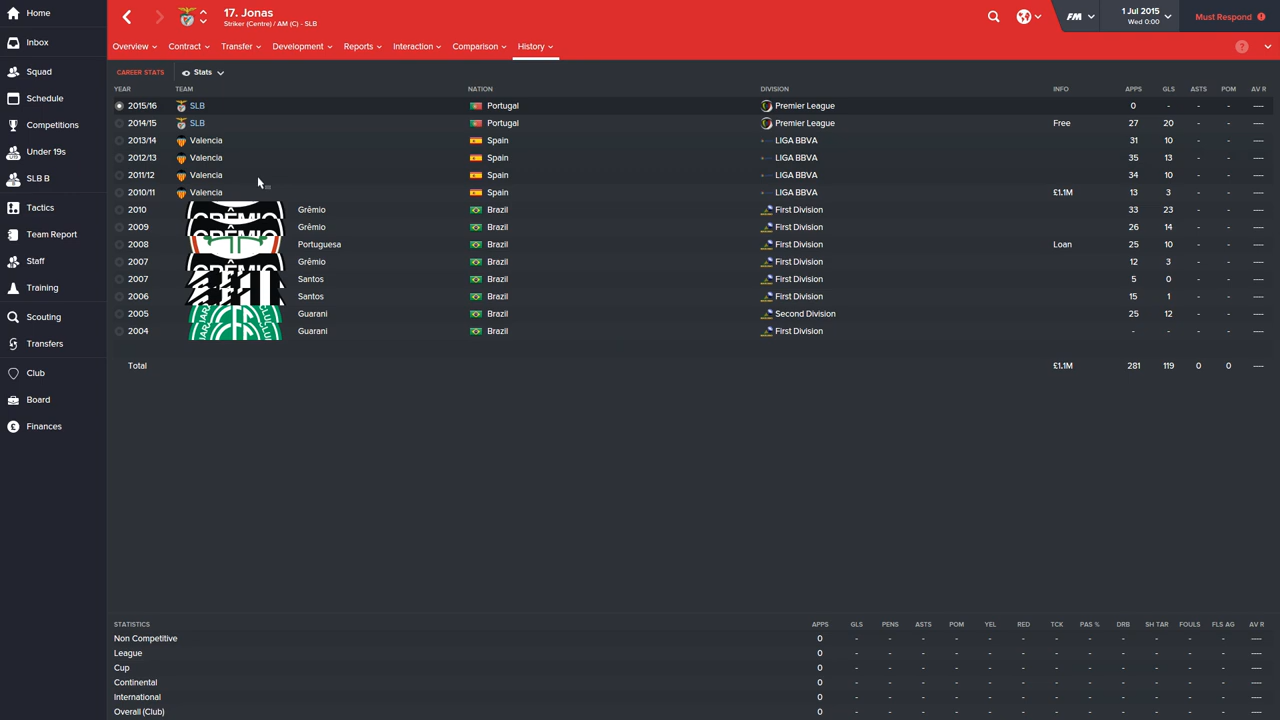 Home
Inbox
Squad
Schedule
Competitions
Under 19s
SLB B
Tactics
Team Report
Staff
Training
Scouting
Transfers
Club
Board
Finances
17. Jonas
Striker (Centre) / AM (C) - SLB
FM
1 Jul 2015
Wed 0:00
Must Respond
Overview Contract Transfer Development Reports Interaction Comparison History
CAREER STATS Stats
YEAR TEAM NATION DIVISION INFO APPS GLS ASTS POM AV R
2015/16 SLB Portugal Premier League 0 - - - ----
2014/15 SLB Portugal Premier League Free 27 20 - - ----
2013/14 Valencia Spain LIGA BBVA 31 10 - - ----
2012/13 Valencia Spain LIGA BBVA 35 13 - - ----
2011/12 Valencia Spain LIGA BBVA 34 10 - - ----
2010/11 Valencia Spain LIGA BBVA £1.1M 13 3 - - ----
2010 Grêmio Brazil First Division 33 23 - - ----
2009 Grêmio Brazil First Division 26 14 - - ----
2008 Portuguesa Brazil First Division Loan 25 10 - - ----
2007 Grêmio Brazil First Division 12 3 - - ----
2007 Santos Brazil First Division 5 0 - - ----
2006 Santos Brazil First Division 15 1 - - ----
2005 Guarani Brazil Second Division 25 12 - - ----
2004 Guarani Brazil First Division - - - - ----
Total £1.1M 281 119 0 0 ----
STATISTICS APPS GLS PENS ASTS POM YEL RED TCK PAS % DRB SH TAR FOULS FLS AG AV R
Non Competitive 0 - - - - - - - - - - - - ----
League 0 - - - - - - - - - - - - ----
Cup 0 - - - - - - - - - - - - ----
Continental 0 - - - - - - - - - - - - ----
International 0 - - - - - - - - - - - - ----
Overall (Club) 0 - - - - - - - - - - - - ----